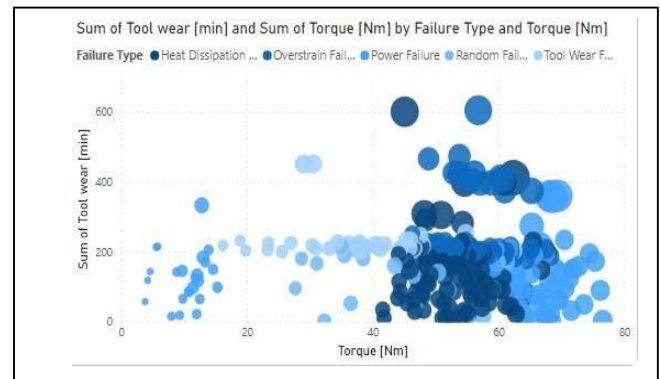 Sum of Tool wear [min] and Sum of Torque [Nm] by Failure Type and Torque [Nm]
Failure Type Heat Dissipation ... Overstrain Fail... Power Failure Random Fail... Tool Wear F...
600
400
200
0
Sum of Tool wear [min]
0 20 40 60 80
Torque [Nm]